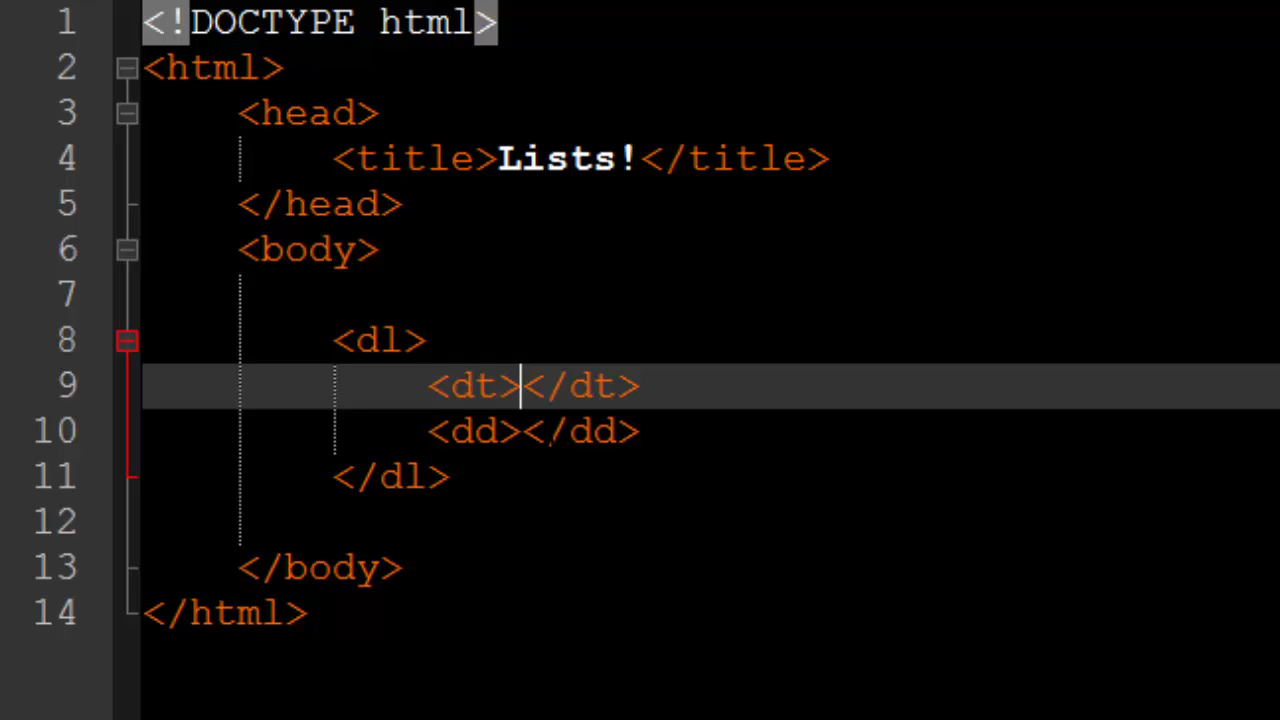 1 <!DOCTYPE html>
2 <html>
3 <head>
4 <title>Lists!</title>
5 </head>
6 <body>
7
8 <dl>
9 <dt></dt>
10 <dd></dd>
11 </dl>
12
13 </body>
14 </html>